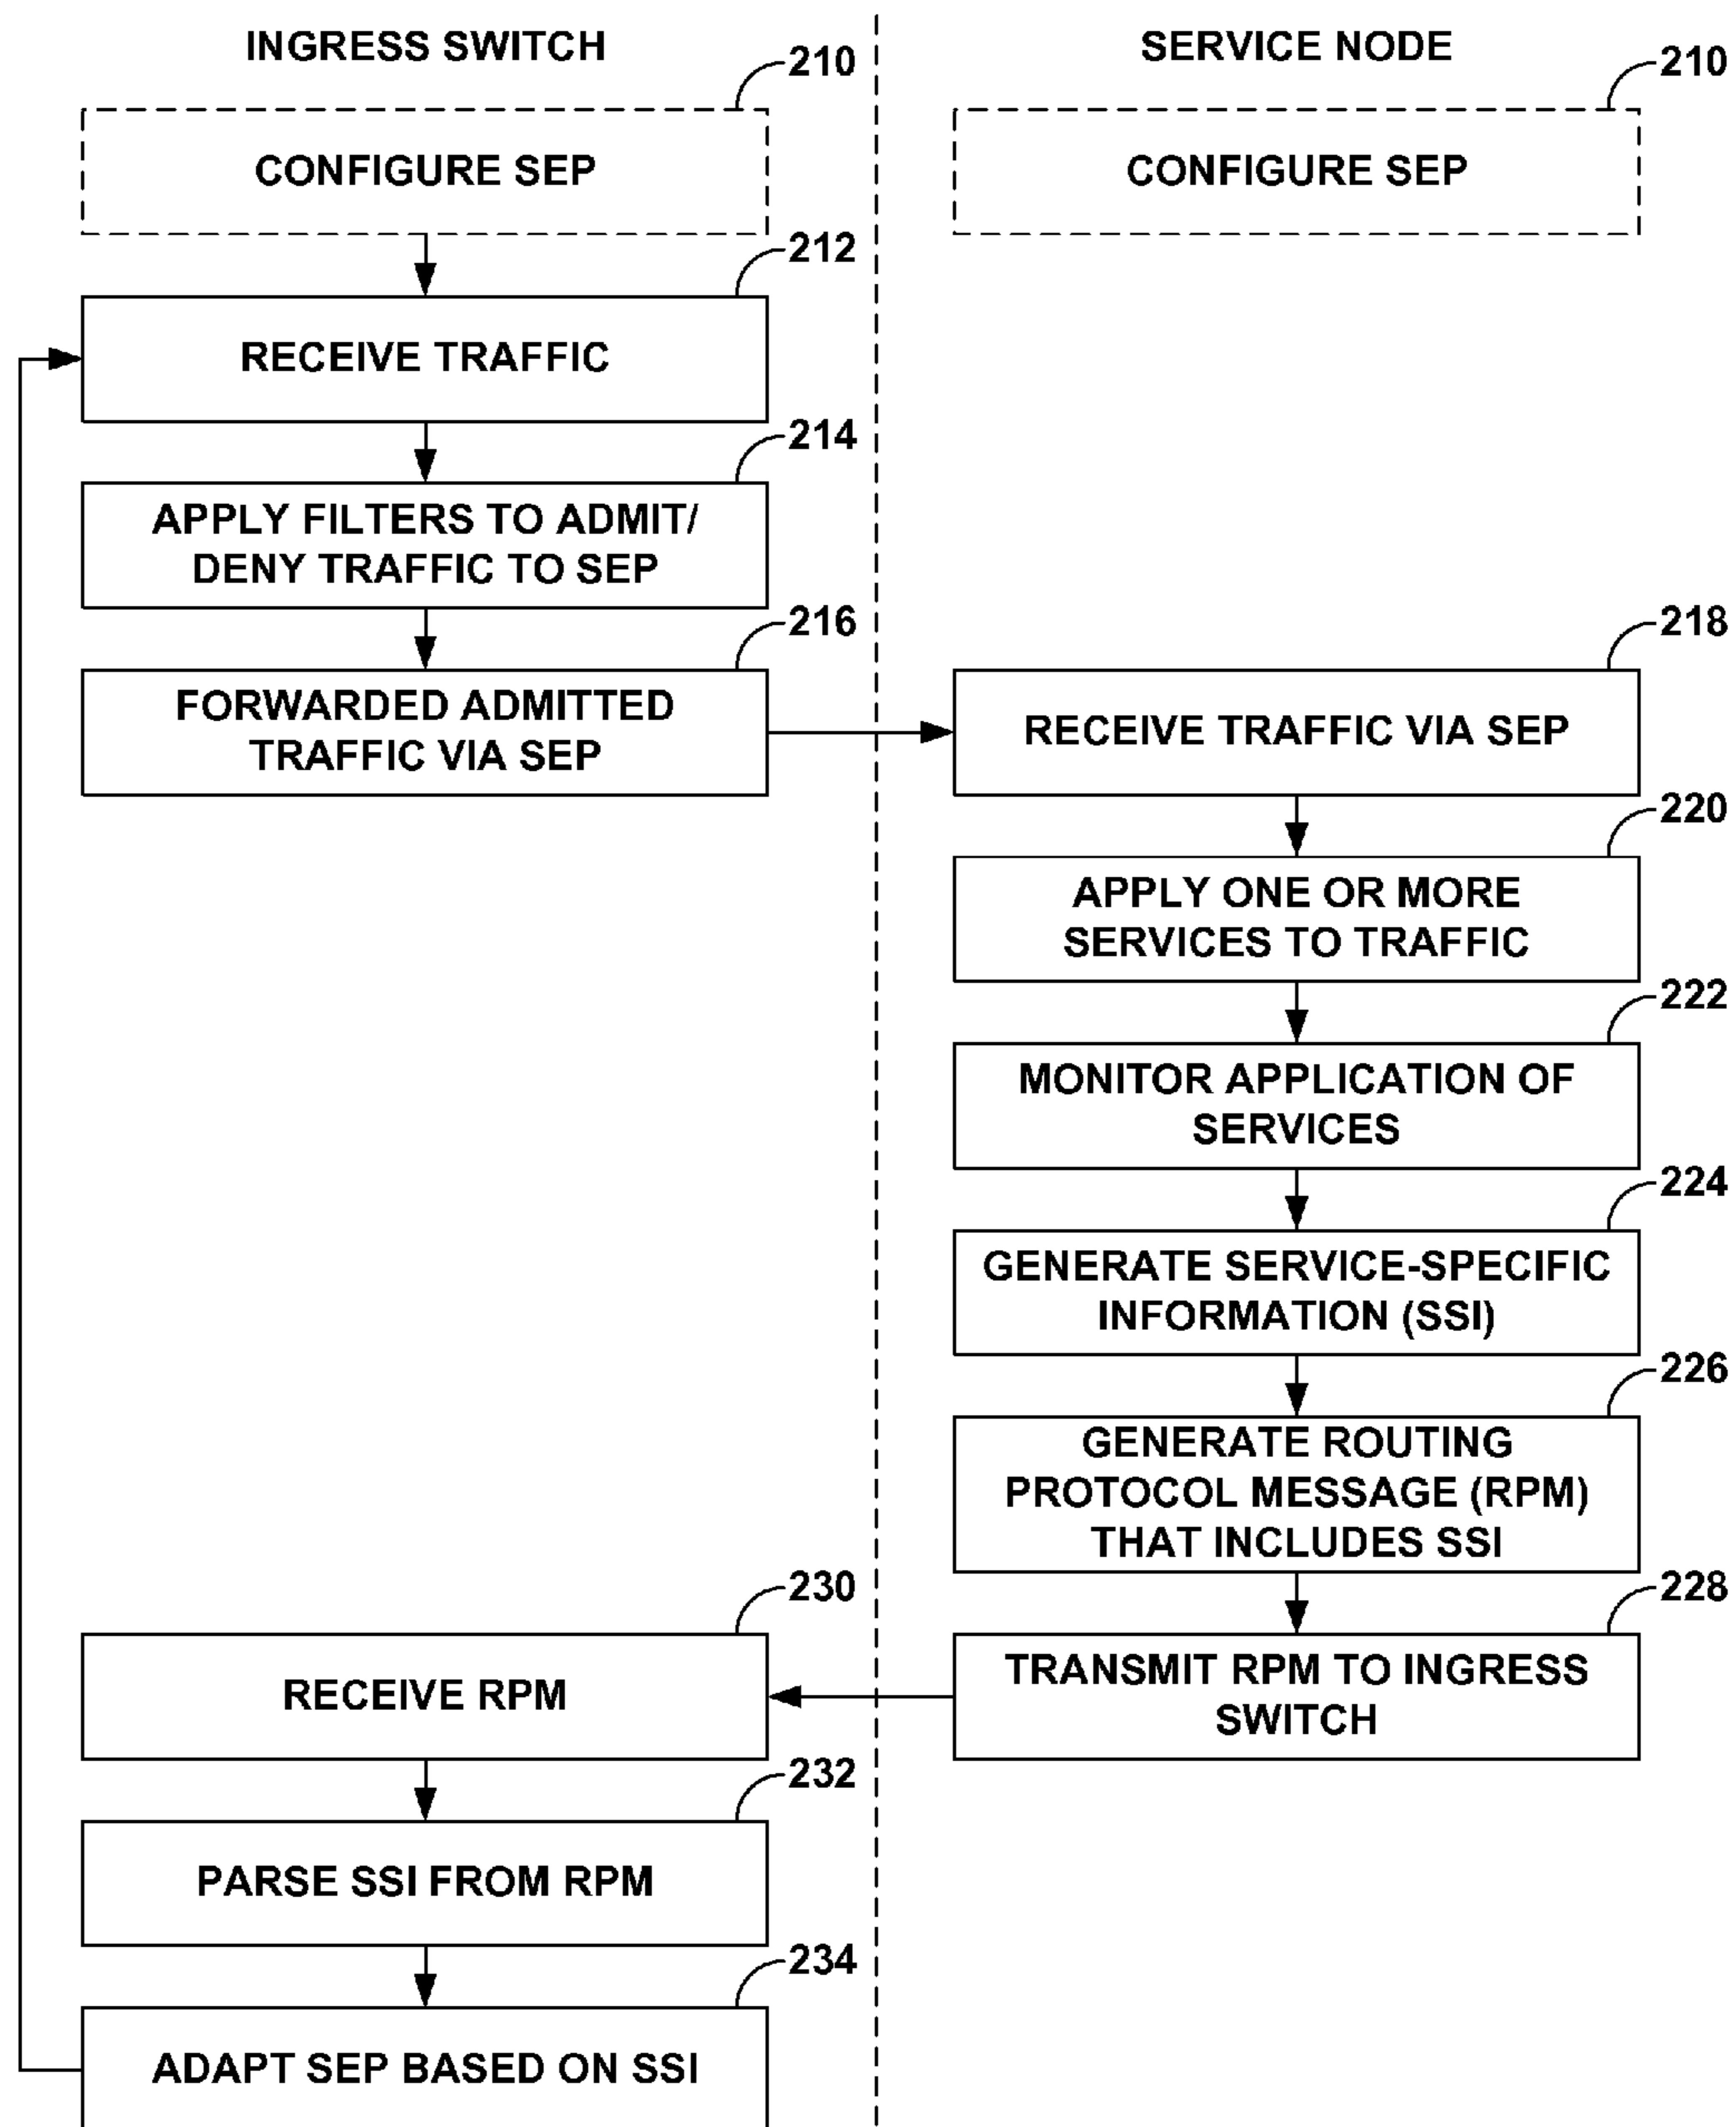 INGRESS SWITCH
210
CONFIGURE SEP
212
RECEIVE TRAFFIC
214
APPLY FILTERS TO ADMIT/
DENY TRAFFIC TO SEP
216
FORWARDED ADMITTED
TRAFFIC VIA SEP
SERVICE NODE
210
CONFIGURE SEP
218
RECEIVE TRAFFIC VIA SEP
220
APPLY ONE OR MORE
SERVICES TO TRAFFIC
222
MONITOR APPLICATION OF
SERVICES
224
GENERATE SERVICE-SPECIFIC
INFORMATION (SSI)
226
GENERATE ROUTING
PROTOCOL MESSAGE (RPM)
THAT INCLUDES SSI
228
TRANSMIT RPM TO INGRESS
SWITCH
230
RECEIVE RPM
232
PARSE SSI FROM RPM
234
ADAPT SEP BASED ON SSI